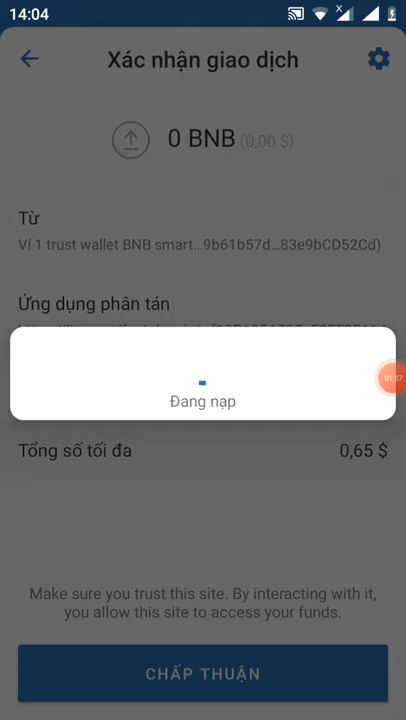 14:04
Xác nhận giao dịch
0 BNB (0,00 $)
Từ
Ví 1 trust wallet BNB smart...9b61b57d...83e9bCD52Cd)
Ứng dụng phân tán
01:57
Đang nạp
Tổng số tối đa
0,65 $
Make sure you trust this site. By interacting with it,
you allow this site to access your funds.
CHẤP THUẬN